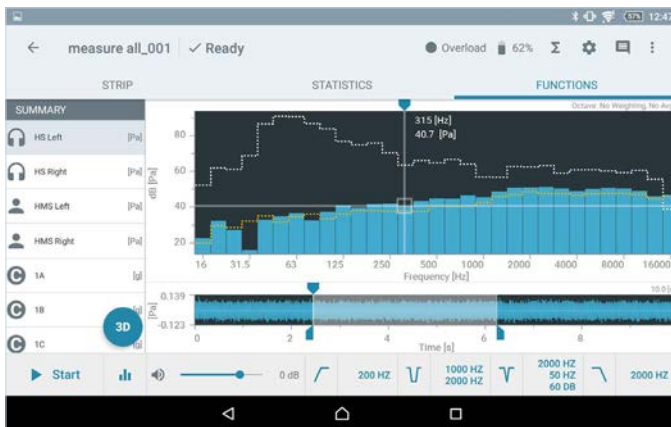 57% 12:47
measure all_001 Ready Overload 62% Σ
STRIP STATISTICS FUNCTIONS
SUMMARY
HS Left [Pa]
HS Right [Pa]
HMS Left [Pa]
HMS Right [Pa]
1A [g]
1B
1C [g]
3D
Octave: No Weighting, No Av
315 [Hz]
40.7 [Pa]
dB [Pa]
80
60
40
20
16 31.5 63 125 250 500 1000 2000 4000 8000 16000
Frequency [Hz]
10.0
[Pa]
0.139
-0.123
0 2 4 6 8
Time [s]
Start 0 dB 200 HZ 1000 HZ 2000 HZ 2000 HZ
2000 HZ 50 HZ
60 DB